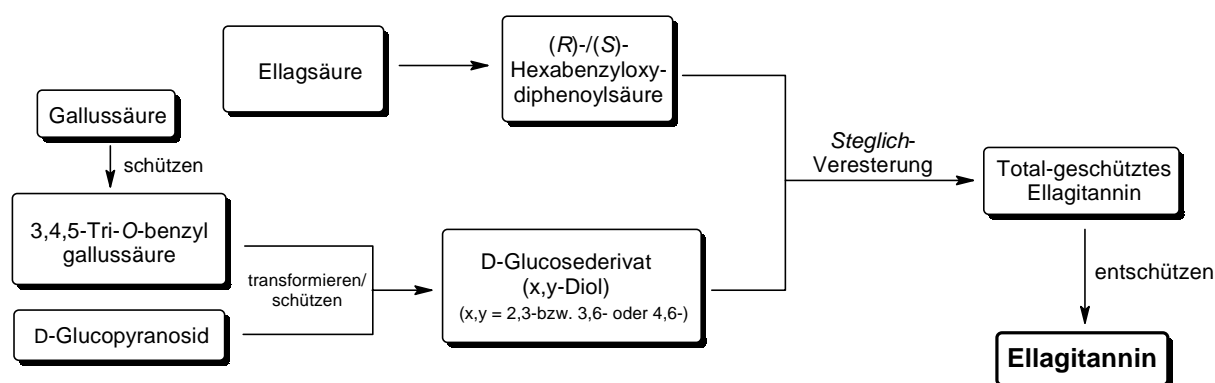 Ellagsäure
(R)-/(S)-
Hexabenzyloxy-
diphenoylsäure
Gallussäure
schützen
3,4,5-Tri-O-benzyl
gallussäure
D-Glucopyranosid
transformieren/
schützen
D-Glucosederivat
(x,y-Diol)
(x,y = 2,3-bzw. 3,6- oder 4,6-)
Steglich-
Veresterung
Total-geschütztes
Ellagitannin
entschützen
Ellagitannin